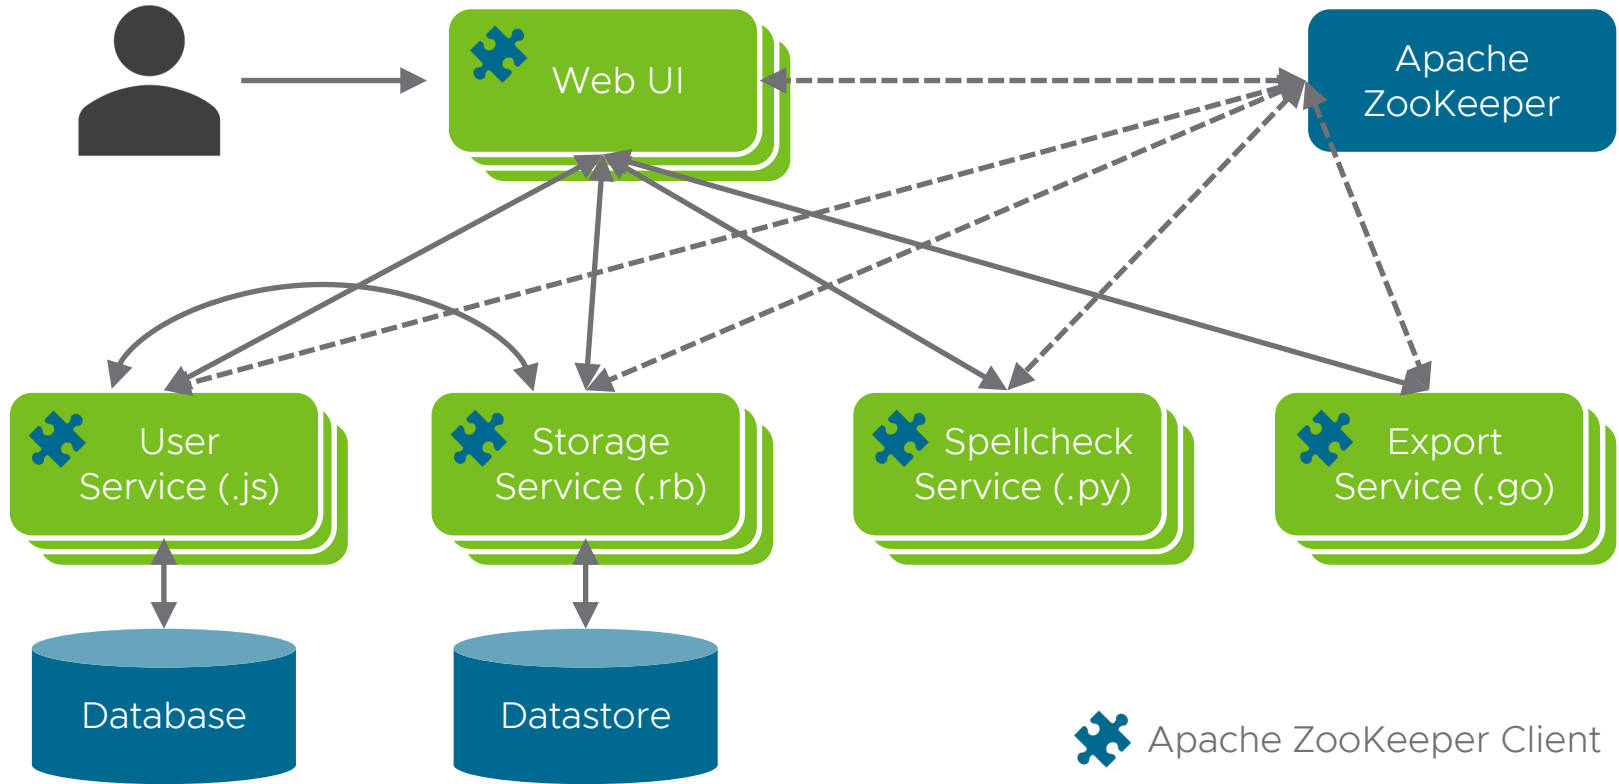 Web UI
Apache
ZooKeeper
User
Service (.js)
Storage
Service (.rb)
Spellcheck
Service (.py)
Export
Service (.go)
Database
Datastore
Apache ZooKeeper Client